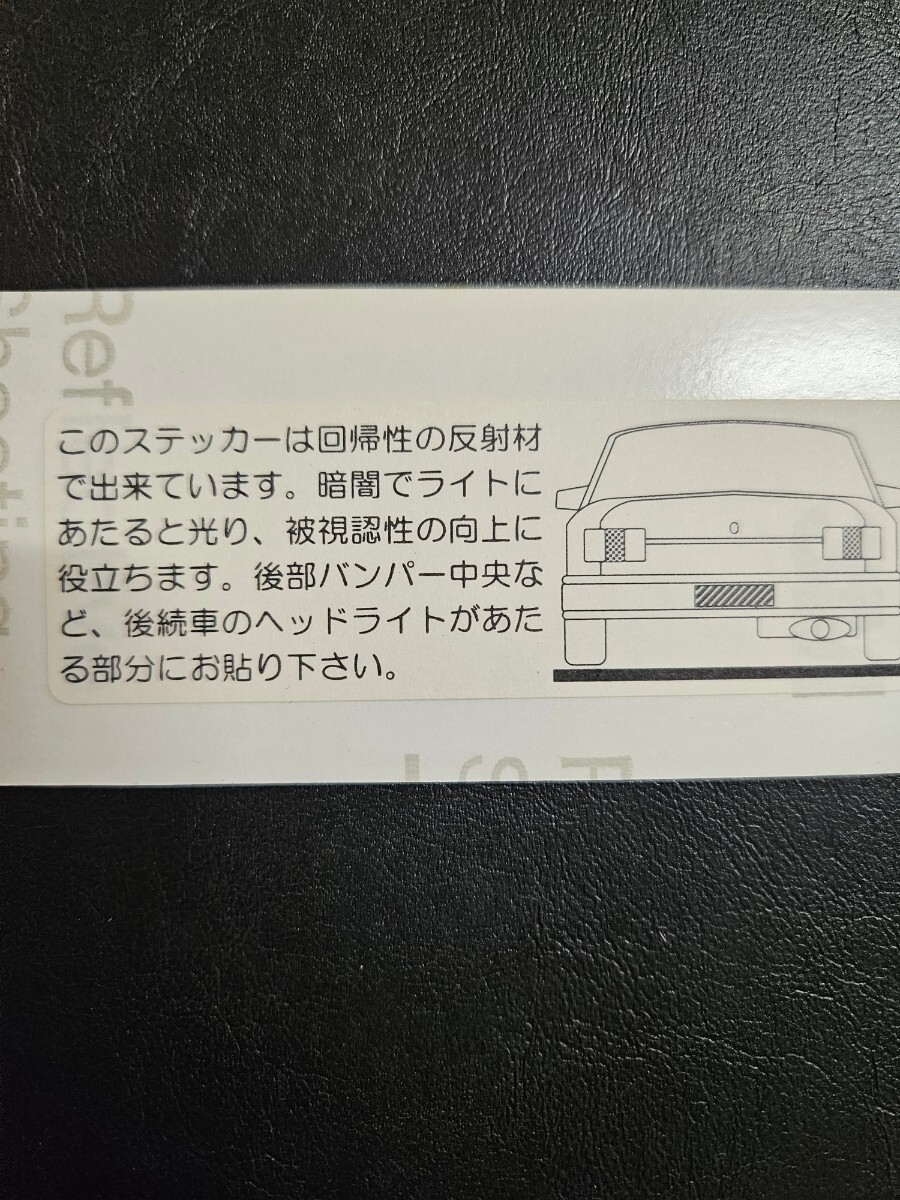 このステッカーは回帰性の反射材
で出来ています。暗闇でライトに
あたると光り、被視認性の向上に
役立ちます。後部バンパー中央な
ど、後続車のヘッドライトがあた
る部分にお貼り下さい。